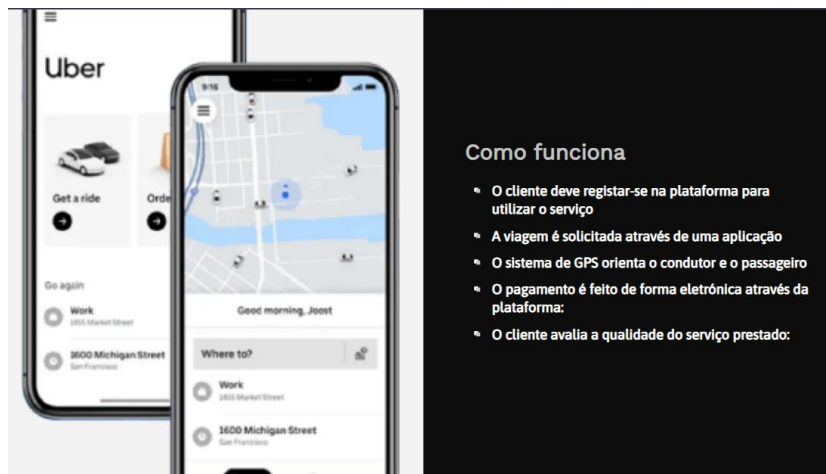 Uber
Get a ride
Orde
Go again
Work
1455 Market Street
1600 Michigan Street
San Francisco
9:16
Good morning, Joost
Where to?
Work
1455 Market Street
1600 Michigan Street
San Francisco
Como funciona
O cliente deve registar-se na plataforma para
utilizar o serviço
A viagem é solicitada através de uma aplicação
O sistema de GPS orienta o condutor e o passageiro
O pagamento é feito de forma eletrónica através da
plataforma:
O cliente avalia a qualidade do serviço prestado: